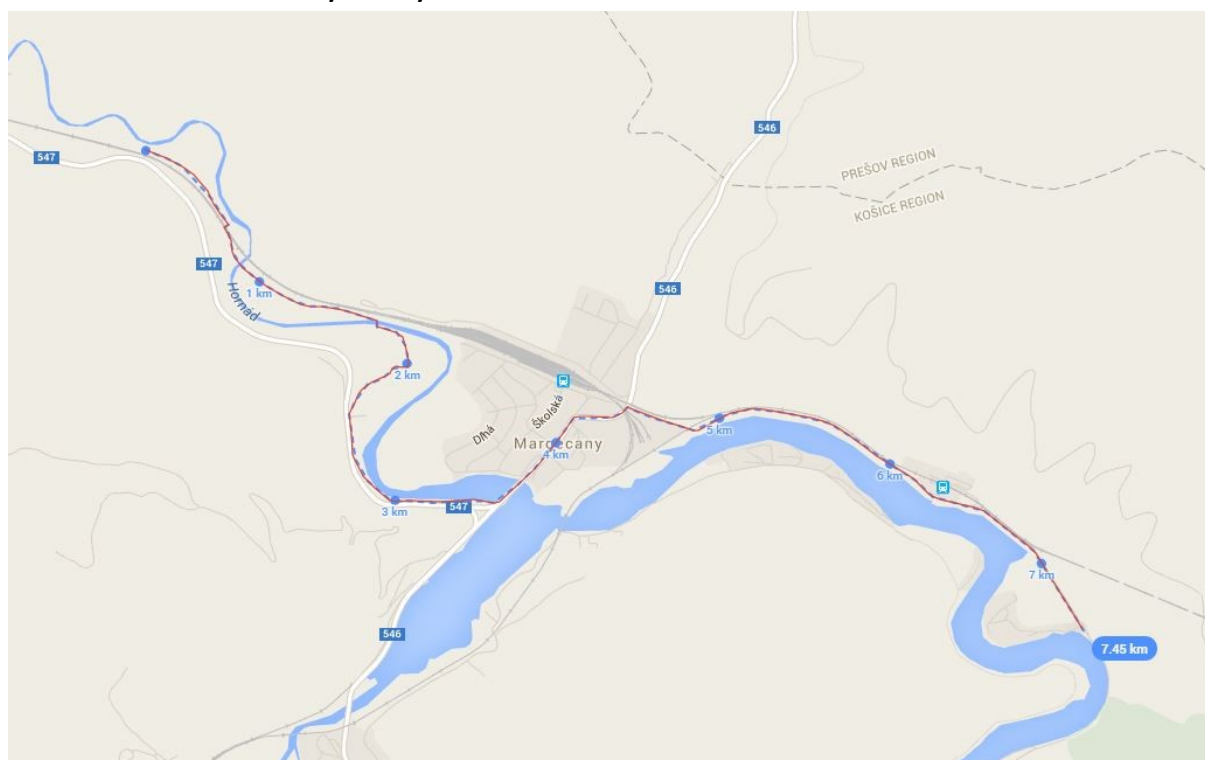 546
547
PREŠOV REGION
KOŠICE REGION
547
1 km
Hornád
546
2 km
Školská
Dlhá
5 km
4 km
6 km
3 km
547
7 km
546
7.45 km